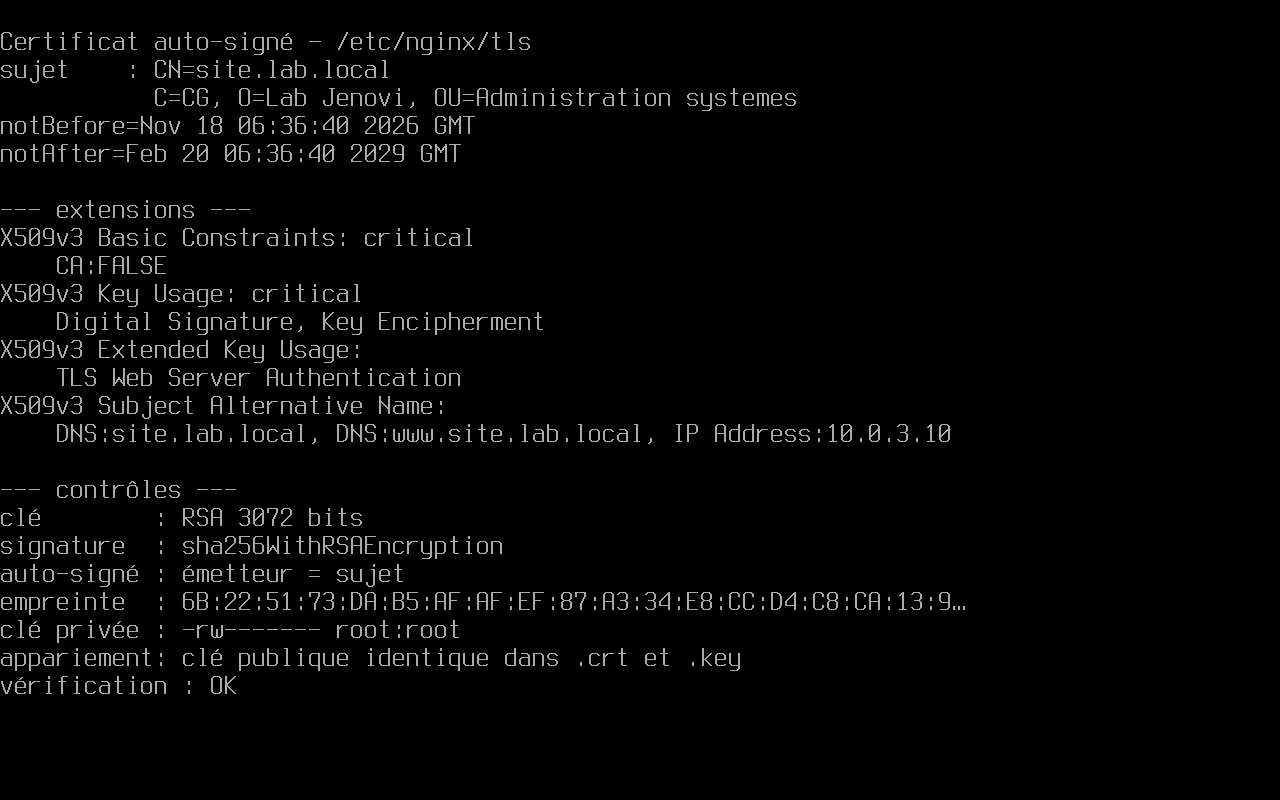 Certificat auto-signé – /etc/nginx/tls
sujet    : CN=site.lab.local
           C=CG, O=Lab Jenovi, OU=Administration systemes
notBefore=Nov 18 06:36:40 2026 GMT
notAfter=Feb 20 06:36:40 2029 GMT

--- extensions ---
X509v3 Basic Constraints: critical
    CA:FALSE
X509v3 Key Usage: critical
    Digital Signature, Key Encipherment
X509v3 Extended Key Usage:
    TLS Web Server Authentication
X509v3 Subject Alternative Name:
    DNS:site.lab.local, DNS:www.site.lab.local, IP Address:10.0.3.10

--- contrôles ---
clé        : RSA 3072 bits
signature  : sha256WithRSAEncryption
auto-signé : émetteur = sujet
empreinte  : 6B:22:51:73:DA:B5:AF:AF:EF:87:A3:34:E8:CC:D4:C8:CA:13:9…
clé privée : -rw------- root:root
appariement: clé publique identique dans .crt et .key
vérification : OK